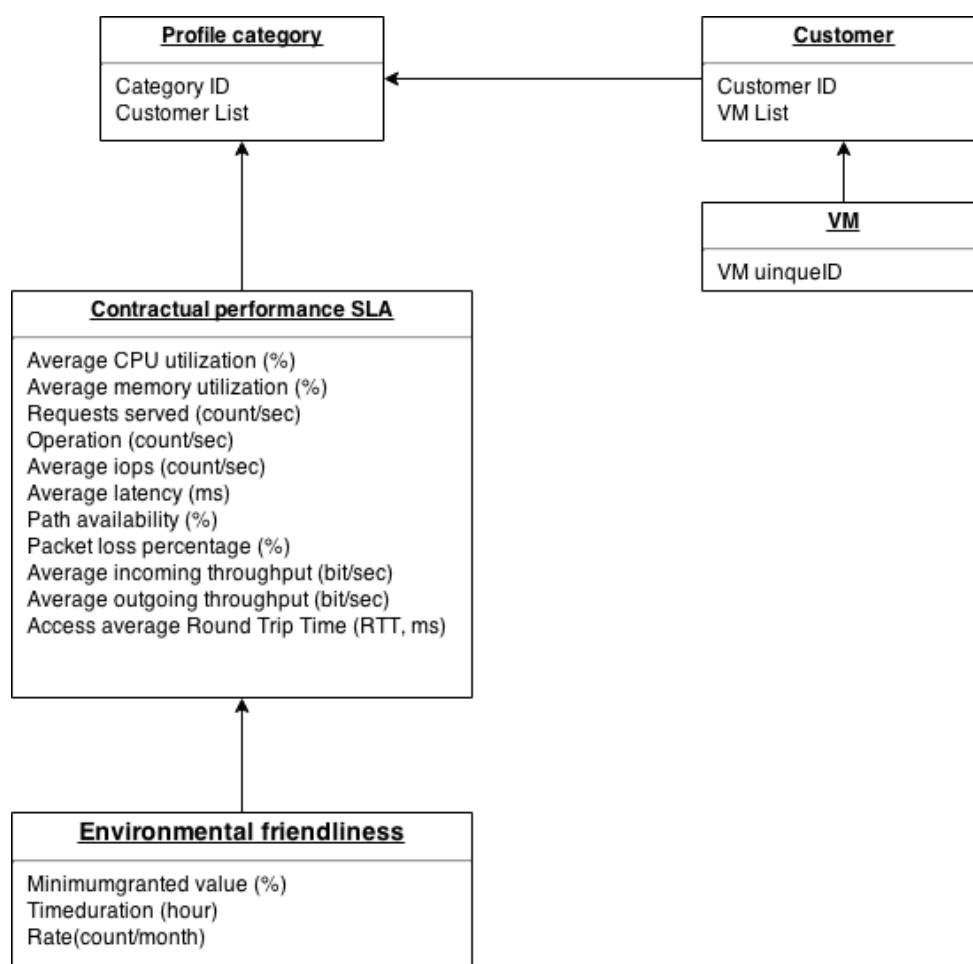 Profile category
Category ID
Customer List
Customer
Customer ID
VM List
VM
VM uinqueID
Contractual performance SLA
Average CPU utilization (%)
Average memory utilization (%)
Requests served (count/sec)
Operation (count/sec)
Average iops (count/sec)
Average latency (ms)
Path availability (%)
Packet loss percentage (%)
Average incoming throughput (bit/sec)
Average outgoing throughput (bit/sec)
Access average Round Trip Time (RTT, ms)
Environmental friendliness
Minimumgranted value (%)
Timeduration (hour)
Rate(count/month)